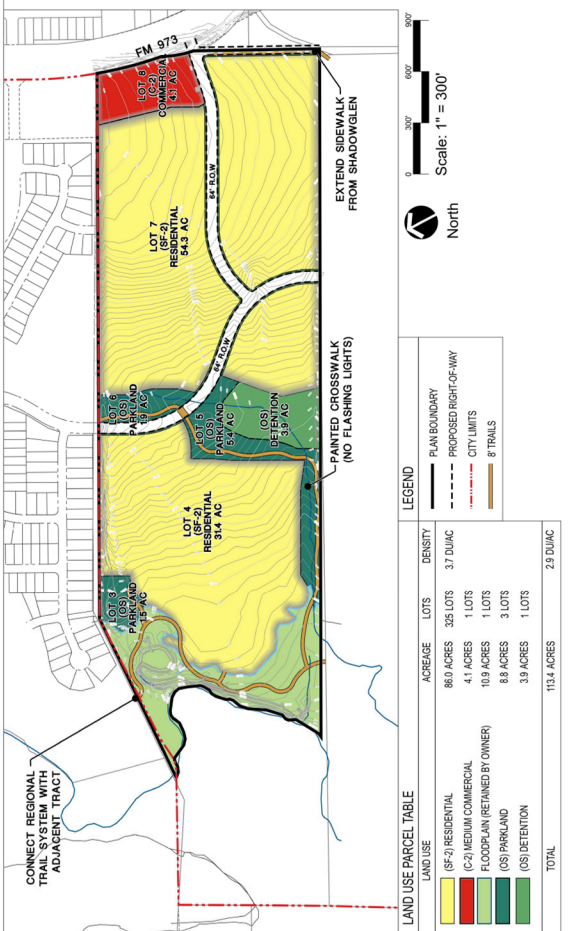 FM 973
LOT 8
(C-2)
COMMERCIAL
4.1 AC
EXTEND SIDEWALK
FROM SHADOWGLEN
64' R.O.W
LOT 7
(SF-2)
RESIDENTIAL
54.3 AC
64' R.O.W
LOT 6
(OS)
PARKLAND
1.9 AC
LOT 5
(OS)
PARKLAND
5.4 AC
(OS)
DETENTION
3.9 AC
PAINTED CROSSWALK
(NO FLASHING LIGHTS)
LOT 4
(SF-2)
RESIDENTIAL
31.4 AC
LOT 3
(OS)
PARKLAND
1.5 AC
CONNECT REGIONAL
TRAIL SYSTEM WITH
ADJACENT TRACT
0 300' 600' 900'
Scale: 1" = 300'
North
LAND USE PARCEL TABLE
LAND USE ACREAGE LOTS DENSITY
(SF-2) RESIDENTIAL 86.0 ACRES 325 LOTS 3.7 DU/AC
(C-2) MEDIUM COMMERCIAL 4.1 ACRES 1 LOTS
FLOODPLAIN (RETAINED BY OWNER) 10.9 ACRES 1 LOTS
(OS) PARKLAND 8.8 ACRES 3 LOTS
(OS) DETENTION 3.9 ACRES 1 LOTS
TOTAL 113.4 ACRES 2.9 DU/AC
LEGEND
PLAN BOUNDARY
PROPOSED RIGHT-OF-WAY
CITY LIMITS
8' TRAILS